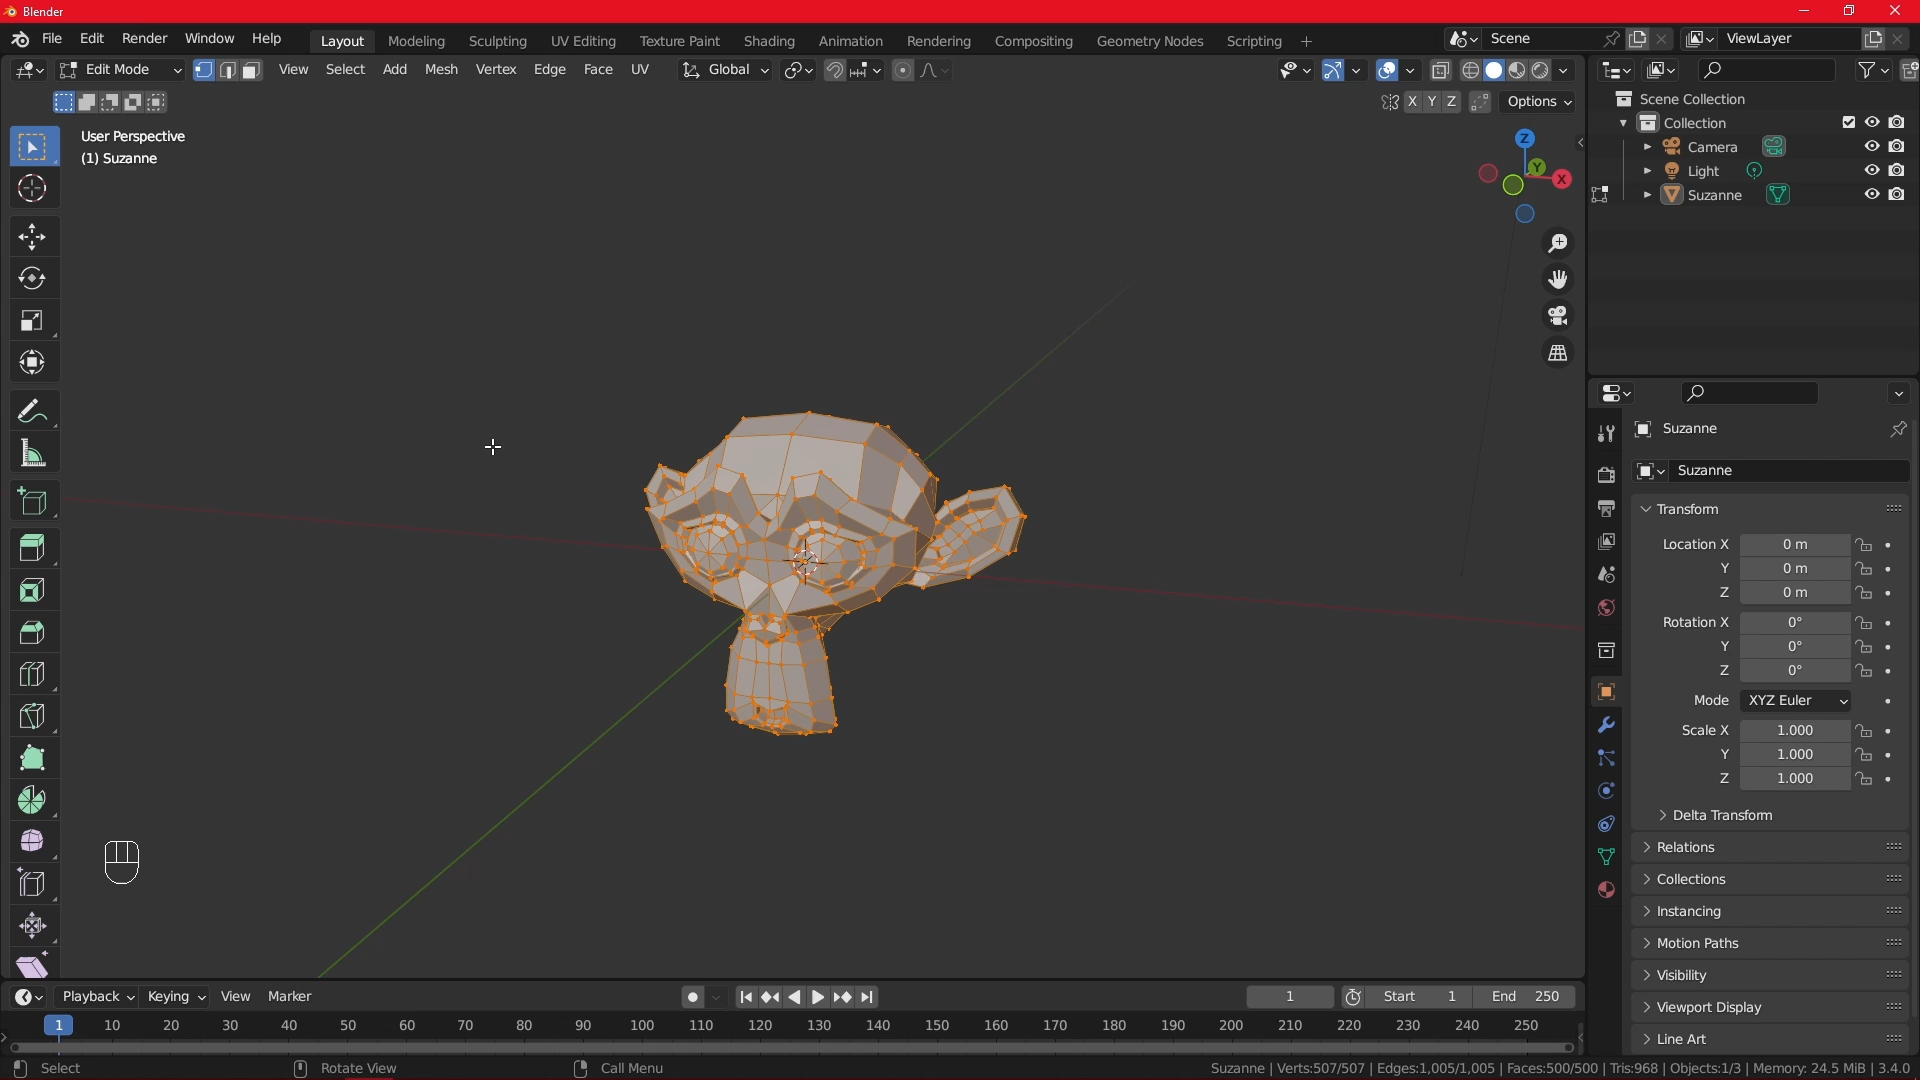 Blender
File Edit Render Window Help Layout Modeling Sculpting UV Editing Texture Paint Shading Animation Rendering Compositing Geometry Nodes Scripting + Scene ViewLayer
Edit Mode View Select Add Mesh Vertex Edge Face UV Global
X Y Z Options
User Perspective
(1) Suzanne
Z
Y
X
Scene Collection
Collection
Camera
Light
Suzanne
Suzanne
Suzanne
Transform
Location X 0 m
Y 0 m
Z 0 m
Rotation X 0°
Y 0°
Z 0°
Mode XYZ Euler
Scale X 1.000
Y 1.000
Z 1.000
Delta Transform
Relations
Collections
Instancing
Motion Paths
Visibility
Viewport Display
Line Art
Playback Keying View Marker 1 Start 1 End 250
1 10 20 30 40 50 60 70 80 90 100 110 120 130 140 150 160 170 180 190 200 210 220 230 240 250
Select Rotate View Call Menu Suzanne | Verts:507/507 | Edges:1,005/1,005 | Faces:500/500 | Tris:968 | Objects:1/3 | Memory: 24.5 MiB | 3.4.0